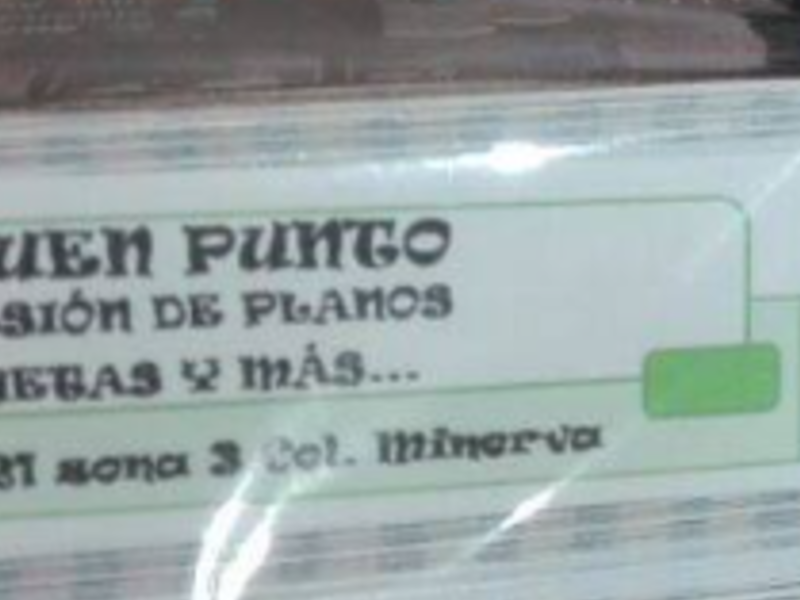 UEN PUNTO
SIÓN DE PLANOS
ETAS Y MÁS...
zona 3 Col. Minerva